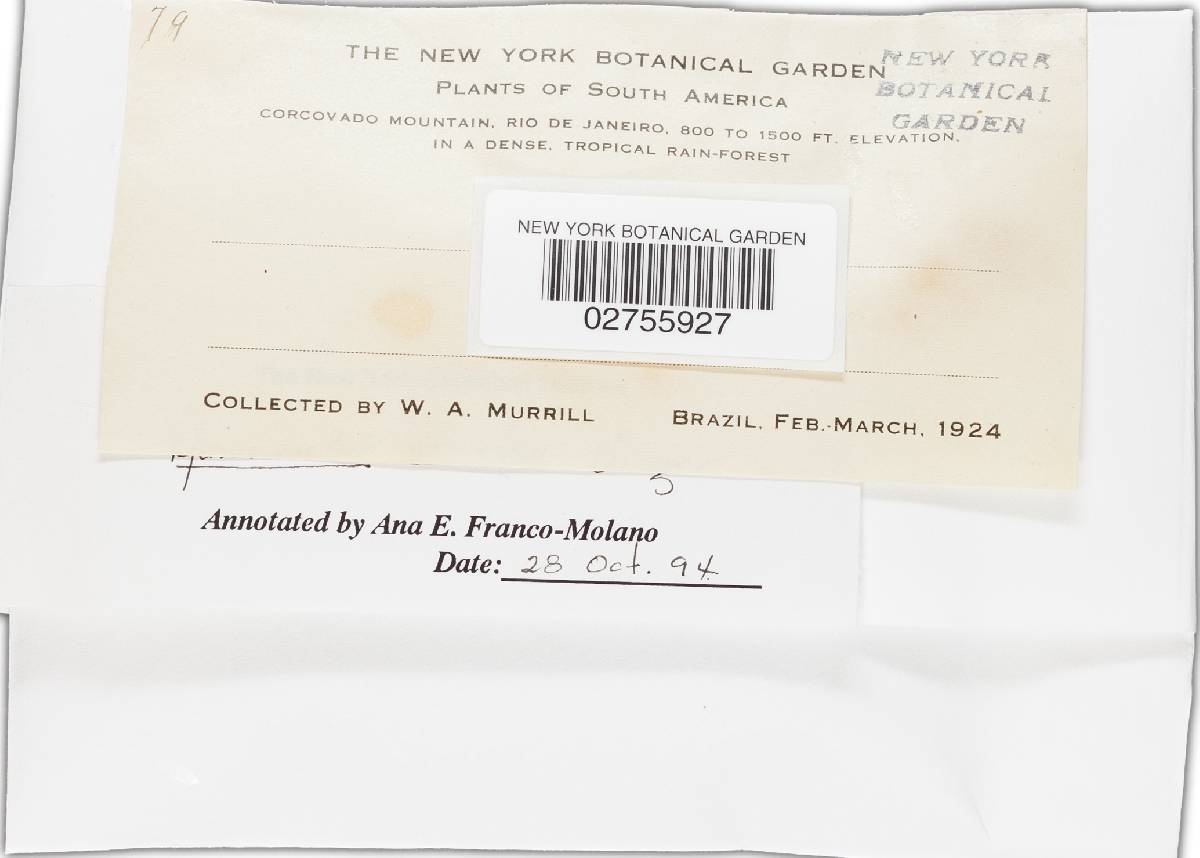 79
THE NEW YORK BOTANICAL GARDEN
PLANTS OF SOUTH AMERICA
CORCOVADO MOUNTAIN, RIO DE JANEIRO, 800 TO 1500 FT. ELEVATION,
IN A DENSE, TROPICAL RAIN-FOREST
NEW YORK
BOTANICAL
GARDEN
NEW YORK BOTANICAL GARDEN
02755927
COLLECTED BY W. A. MURRILL BRAZIL, FEB.-MARCH, 1924
Annotated by Ana E. Franco-Molano
Date: 28 Oct. 94